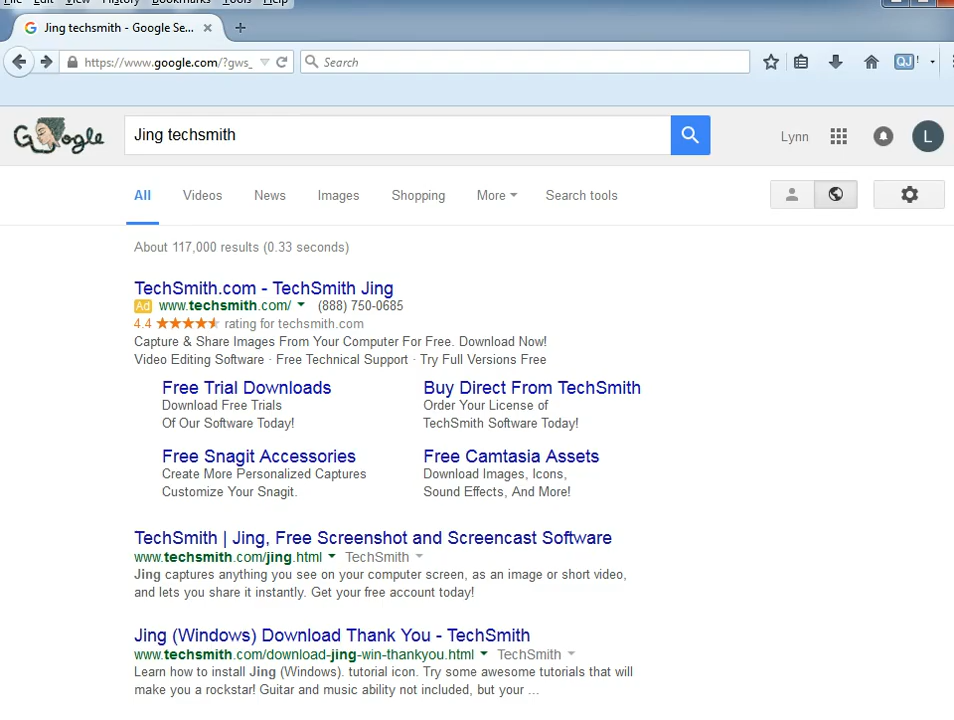 File Edit View History Bookmarks Tools Help
Jing techsmith - Google Se... × +
https://www.google.com/?gws_ Search QJ !
Google Jing techsmith Lynn L
All Videos News Images Shopping More Search tools
About 117,000 results (0.33 seconds)
TechSmith.com - TechSmith Jing
Ad www.techsmith.com/ (888) 750-0685
4.4 ★★★★★ rating for techsmith.com
Capture & Share Images From Your Computer For Free. Download Now!
Video Editing Software · Free Technical Support · Try Full Versions Free
Free Trial Downloads
Download Free Trials
Of Our Software Today!
Buy Direct From TechSmith
Order Your License of
TechSmith Software Today!
Free Snagit Accessories
Create More Personalized Captures
Customize Your Snagit.
Free Camtasia Assets
Download Images, Icons,
Sound Effects, And More!
TechSmith | Jing, Free Screenshot and Screencast Software
www.techsmith.com/jing.html TechSmith
Jing captures anything you see on your computer screen, as an image or short video,
and lets you share it instantly. Get your free account today!
Jing (Windows) Download Thank You - TechSmith
www.techsmith.com/download-jing-win-thankyou.html TechSmith
Learn how to install Jing (Windows). tutorial icon. Try some awesome tutorials that will
make you a rockstar! Guitar and music ability not included, but your ...